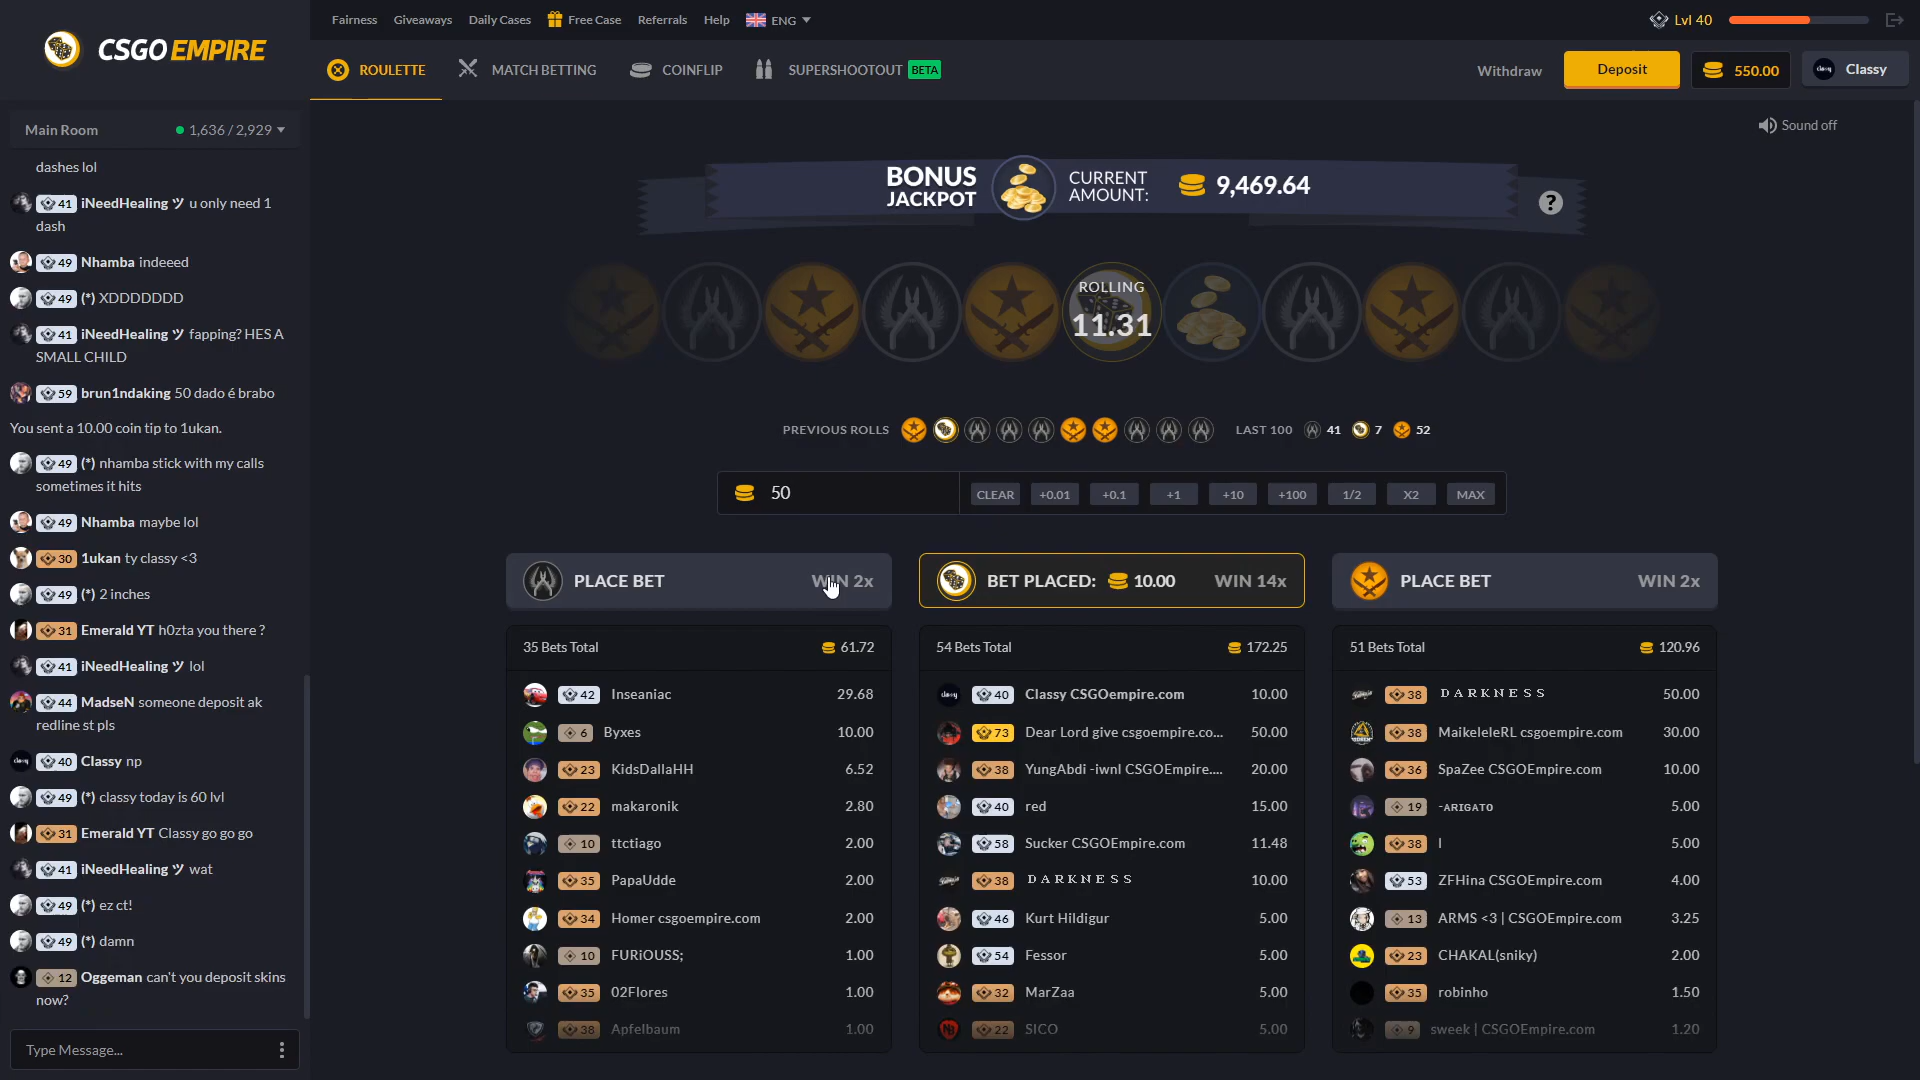 Fairness Giveaways Daily Cases Free Case Referrals Help ENG Lvl 40
CSGOEMPIRE
ROULETTE MATCH BETTING COINFLIP SUPERSHOOTOUT BETA Withdraw Deposit 550.00 Classy
Main Room 1,636 / 2,929
dashes lol
41 iNeedHealing ツ u only need 1
dash
49 Nhamba indeeed
49 (*) XDDDDDDD
41 iNeedHealing ツ fapping? HES A
SMALL CHILD
59 brun1ndaking 50 dado é brabo
You sent a 10.00 coin tip to 1ukan.
49 (*) nhamba stick with my calls
sometimes it hits
49 Nhamba maybe lol
30 1ukan ty classy <3
49 (*) 2 inches
31 Emerald YT h0zta you there ?
41 iNeedHealing ツ lol
44 MadseN someone deposit ak
redline st pls
40 Classy np
49 (*) classy today is 60 lvl
31 Emerald YT Classy go go go
41 iNeedHealing ツ wat
49 (*) ez ct!
49 (*) damn
12 Oggeman can't you deposit skins
now?
Type Message...
Sound off
BONUS
JACKPOT
CURRENT
AMOUNT:
9,469.64
?
ROLLING
11.31
PREVIOUS ROLLS LAST 100 41 7 52
50 CLEAR +0.01 +0.1 +1 +10 +100 1/2 X2 MAX
PLACE BET WIN 2x
35 Bets Total 61.72
42 Inseaniac 29.68
6 Byxes 10.00
23 KidsDallaHH 6.52
22 makaronik 2.80
10 ttctiago 2.00
35 PapaUdde 2.00
34 Homer csgoempire.com 2.00
10 FURiOUSS; 1.00
35 02Flores 1.00
38 Apfelbaum 1.00
BET PLACED: 10.00 WIN 14x
54 Bets Total 172.25
40 Classy CSGOempire.com 10.00
73 Dear Lord give csgoempire.co... 50.00
38 YungAbdi -iwnl CSGOEmpire.... 20.00
40 red 15.00
58 Sucker CSGOEmpire.com 11.48
38 D A R K N E S S 10.00
46 Kurt Hildigur 5.00
54 Fessor 5.00
32 MarZaa 5.00
22 SICO 5.00
PLACE BET WIN 2x
51 Bets Total 120.96
38 D A R K N E S S 50.00
38 MaikeleleRL csgoempire.com 30.00
36 SpaZee CSGOEmpire.com 10.00
19 -ᴀʀɪɢᴀᴛᴏ 5.00
38 l 5.00
53 ZFHina CSGOEmpire.com 4.00
13 ARMS <3 | CSGOEmpire.com 3.25
23 CHAKAL(sniky) 2.00
35 robinho 1.50
9 sweek | CSGOEmpire.com 1.20